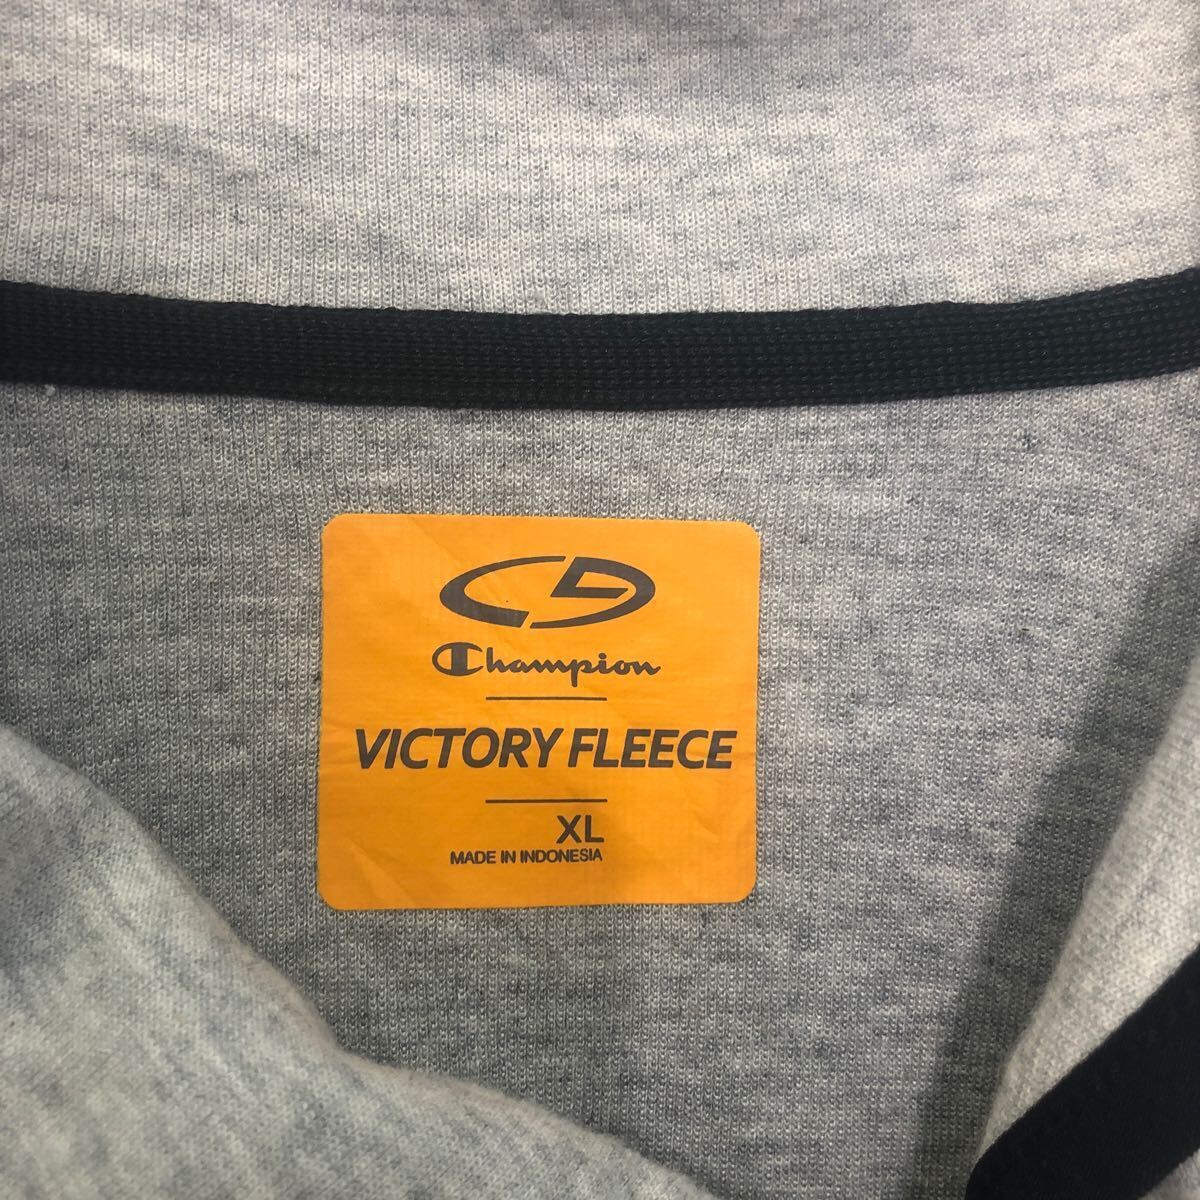 Champion
VICTORY FLEECE
XL
MADE IN INDONESIA